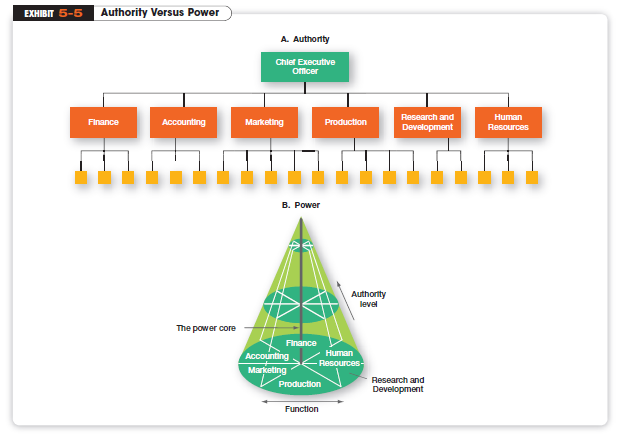 EXHIBIT 5-5 Authority Versus Power
A. Authority
Chief Executive
Officer
Finance
Accounting
Marketing
Production
Research and
Development
Human
Resources
B. Power
Authority
level
The power core
Finance
Accounting
Human
Resources
Marketing
Production
Research and
Development
Function